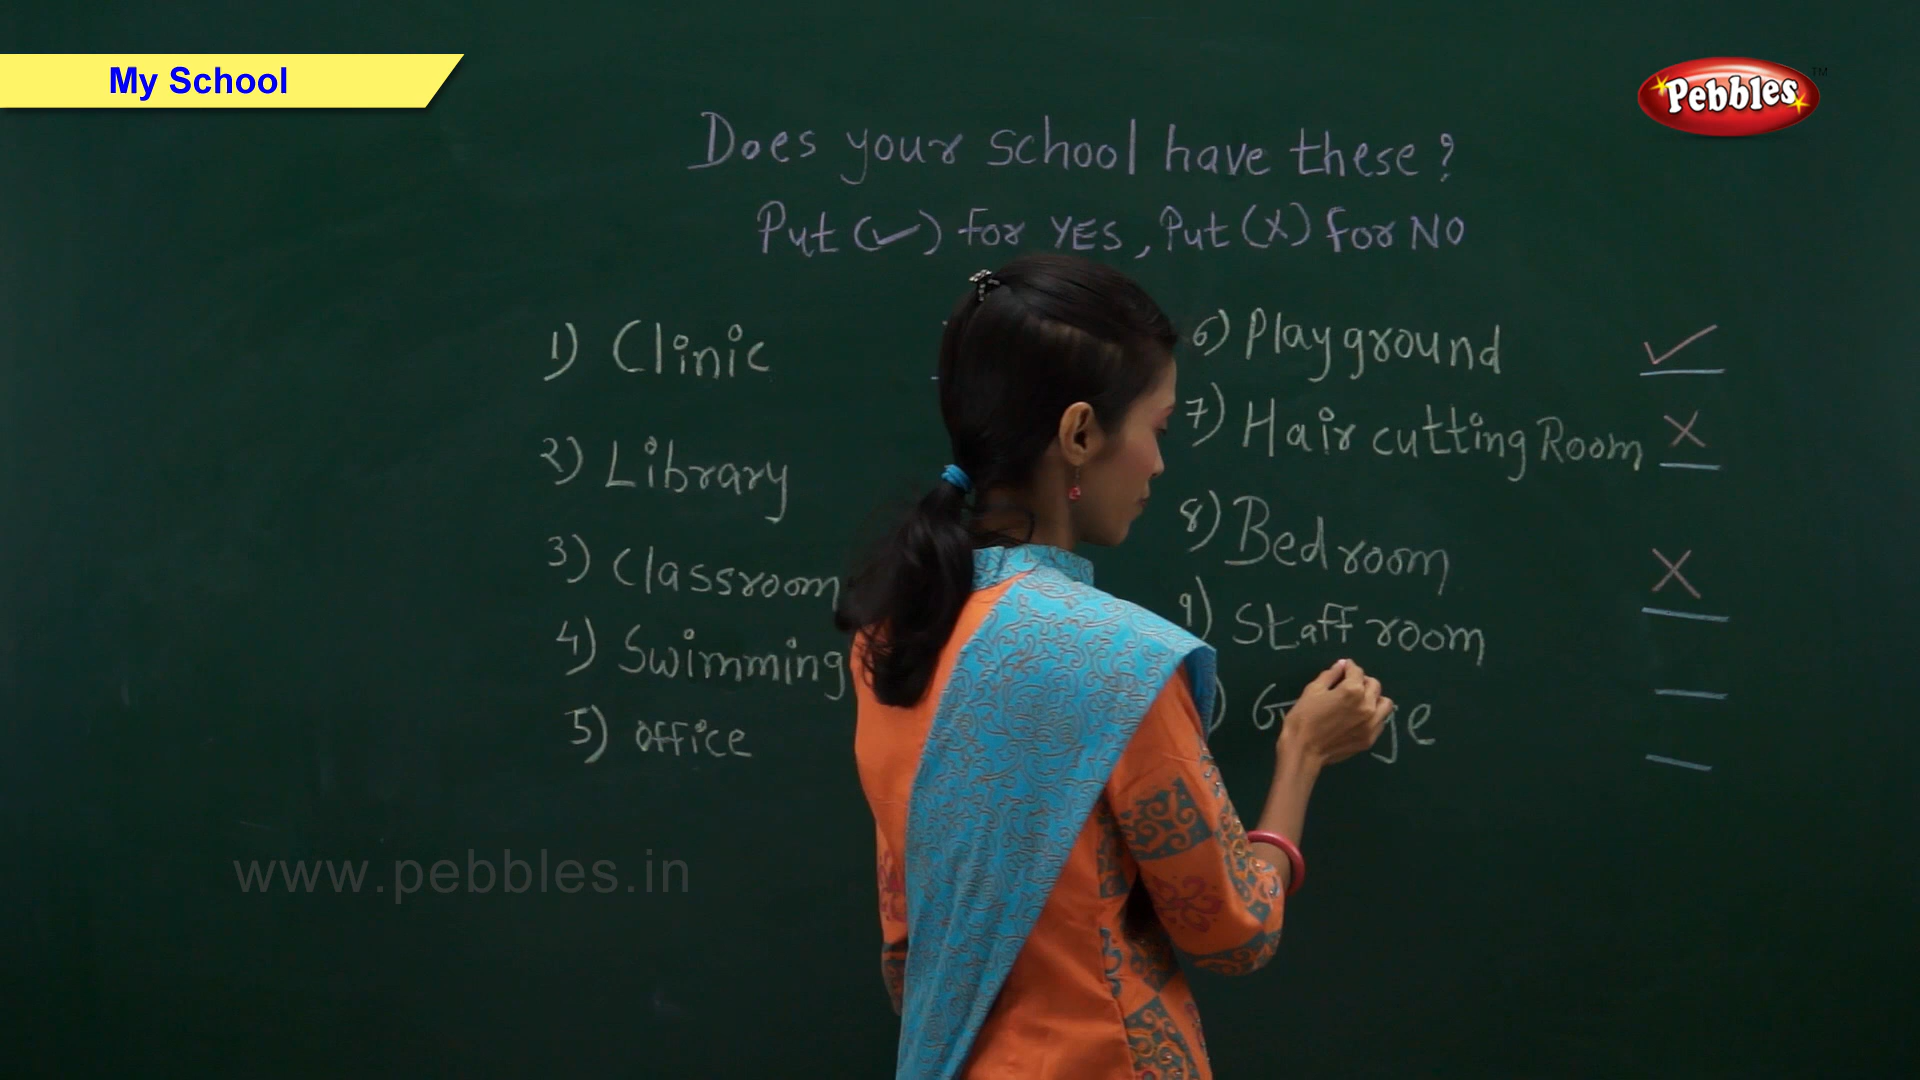 My School
Pebbles TM
Does your school have these?
Put (✓) for YES, Put (X) for NO
1) Clinic
2) Library
3) Classroom
4) Swimming
5) office
6) Playground ✓
7) Hair cutting Room X
8) Bedroom X
9) Staff room
www.pebbles.in